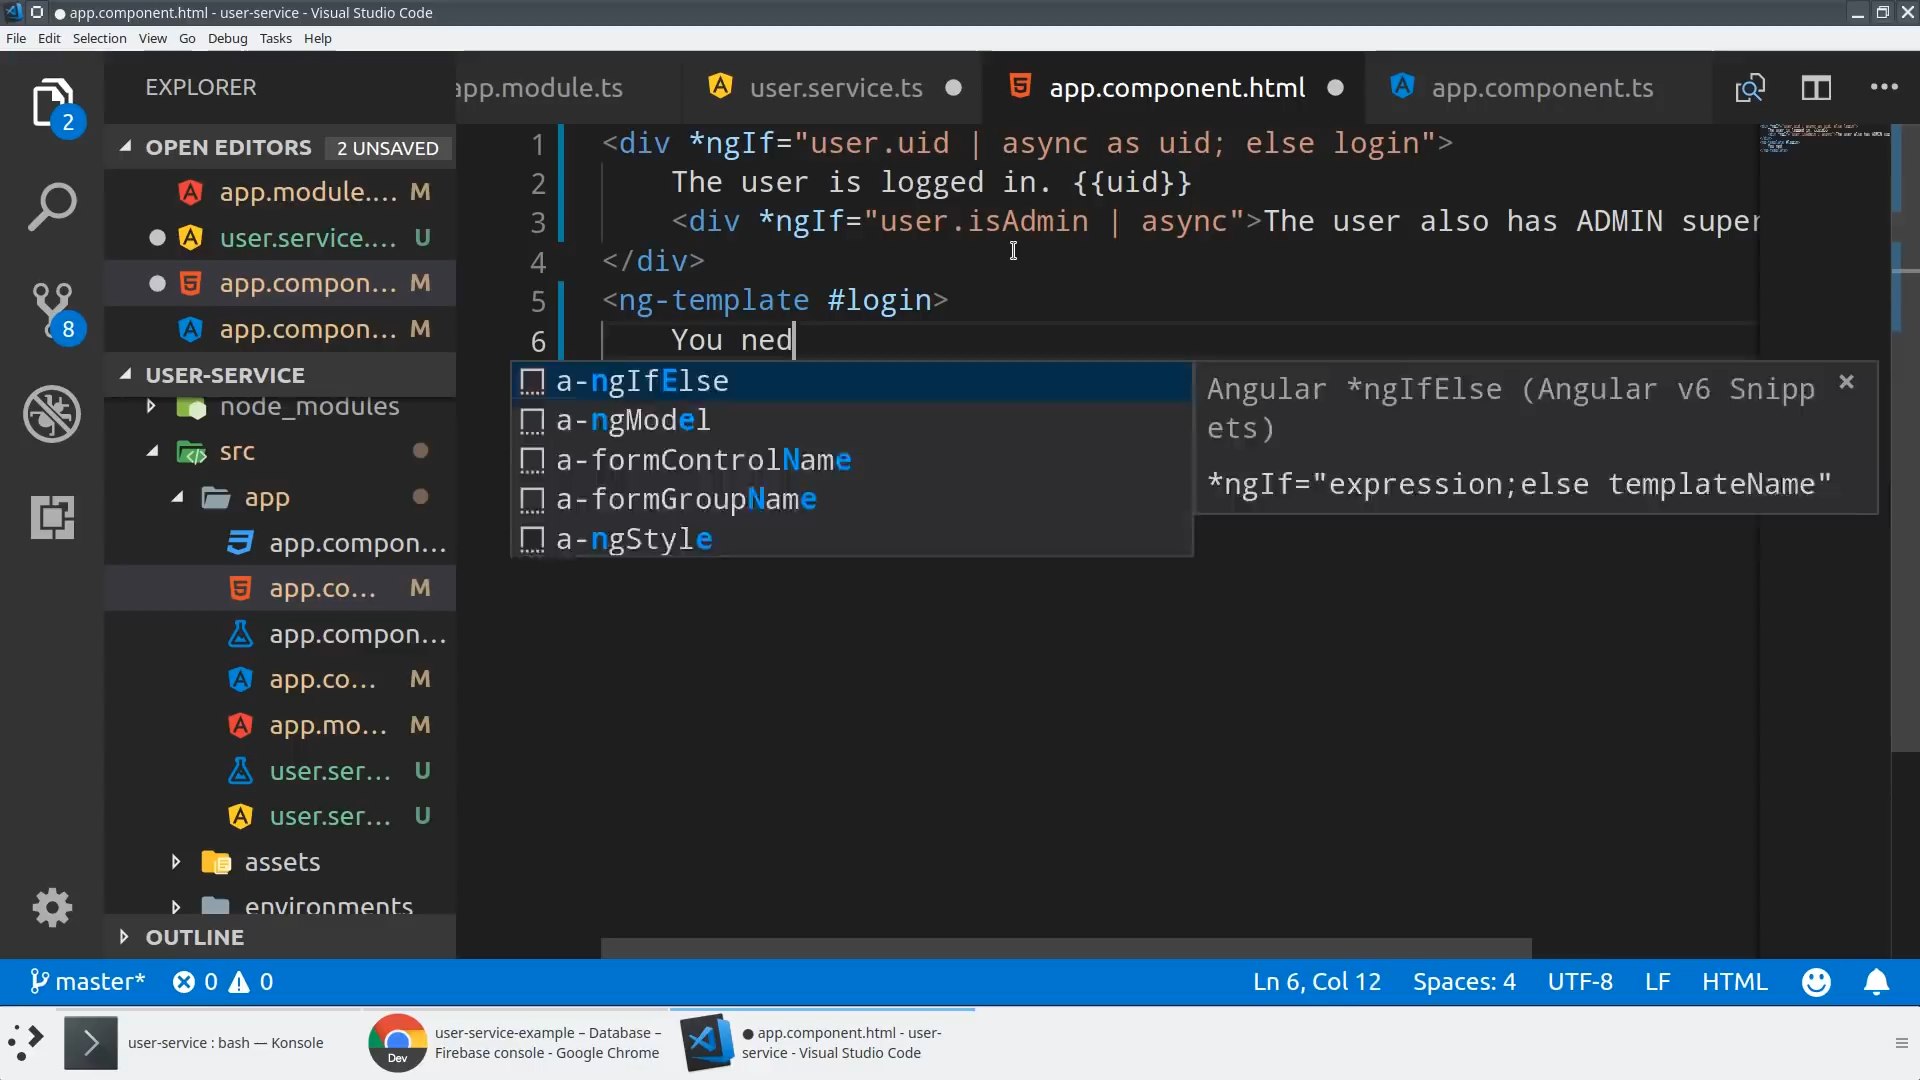 app.component.html - user-service - Visual Studio Code
File Edit Selection View Go Debug Tasks Help
EXPLORER
app.module.ts
user.service.ts
app.component.html
app.component.ts
2
8
OPEN EDITORS 2 UNSAVED
app.module.... M
user.service.... U
app.compon... M
app.compon... M
USER-SERVICE
node_modules
src
app
app.compon...
app.co... M
app.compon...
app.co... M
app.mo... M
user.ser... U
user.ser... U
assets
environments
OUTLINE
1 <div *ngIf="user.uid | async as uid; else login">
2 The user is logged in. {{uid}}
3 <div *ngIf="user.isAdmin | async">The user also has ADMIN super
4 </div>
5 <ng-template #login>
6 You ned
a-ngIfElse
a-ngModel
a-formControlName
a-formGroupName
a-ngStyle
Angular *ngIfElse (Angular v6 Snipp
ets)
*ngIf="expression;else templateName"
master* 0 0 Ln 6, Col 12 Spaces: 4 UTF-8 LF HTML
user-service : bash — Konsole
Dev
user-service-example – Database –
Firebase console - Google Chrome
app.component.html - user-
service - Visual Studio Code